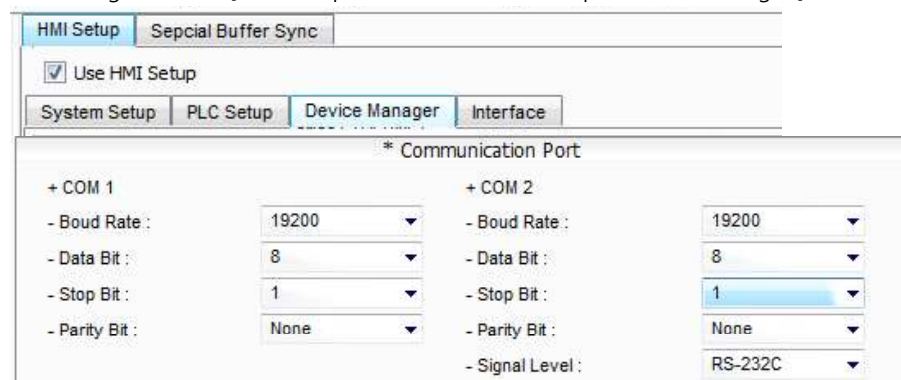 HMI Setup Sepcial Buffer Sync
Use HMI Setup
System Setup PLC Setup Device Manager Interface
* Communication Port
+ COM 1 + COM 2
- Boud Rate : 19200 - Boud Rate : 19200
- Data Bit : 8 - Data Bit : 8
- Stop Bit : 1 - Stop Bit : 1
- Parity Bit : None - Parity Bit : None
- Signal Level : RS-232C